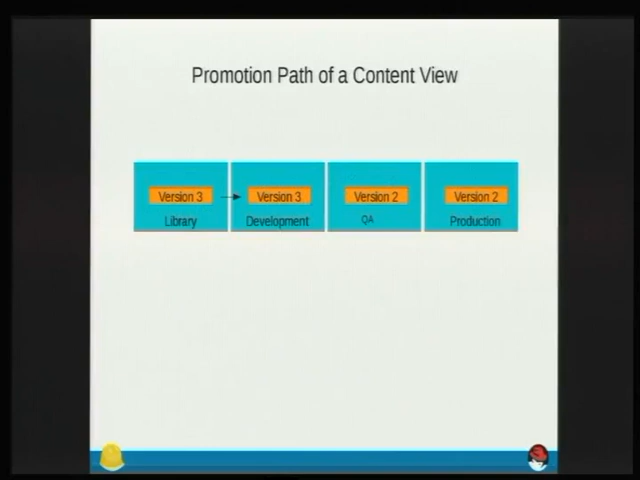 Promotion Path of a Content View
Version 3
Version 3
Version 2
Version 2
Library
Development
QA
Production